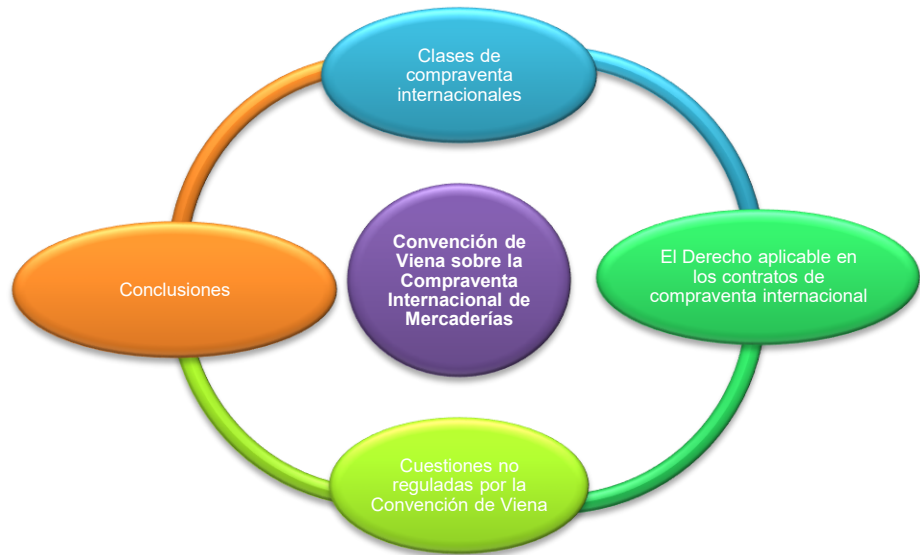 Clases de
compraventa
internacionales
Convención de
Viena sobre la
Compraventa
Internacional de
Mercaderías
El Derecho aplicable en
los contratos de
compraventa internacional
Conclusiones
Cuestiones no
reguladas por la
Convención de Viena